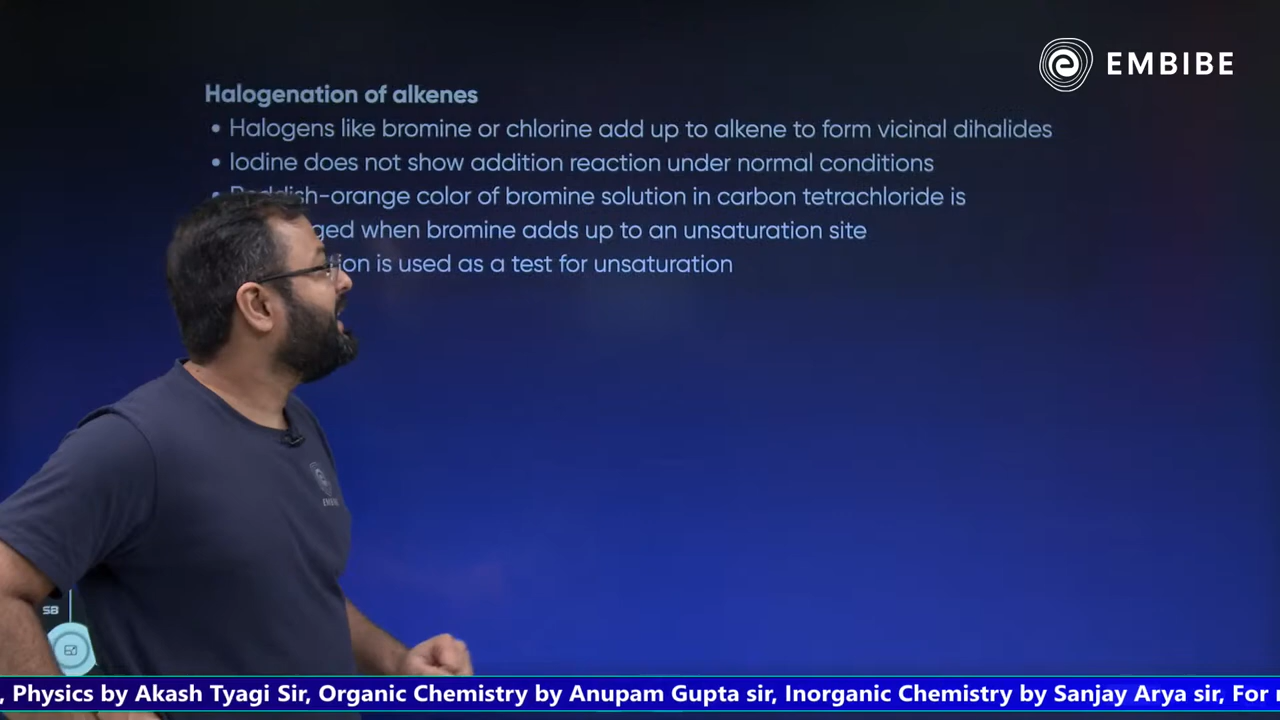 EMBIBE
Halogenation of alkenes
• Halogens like bromine or chlorine add up to alkene to form vicinal dihalides
• Iodine does not show addition reaction under normal conditions
• Reddish-orange color of bromine solution in carbon tetrachloride is
when bromine adds up to an unsaturation site
is used as a test for unsaturation
EMBIBE
SB
, Physics by Akash Tyagi Sir, Organic Chemistry by Anupam Gupta sir, Inorganic Chemistry by Sanjay Arya sir, For